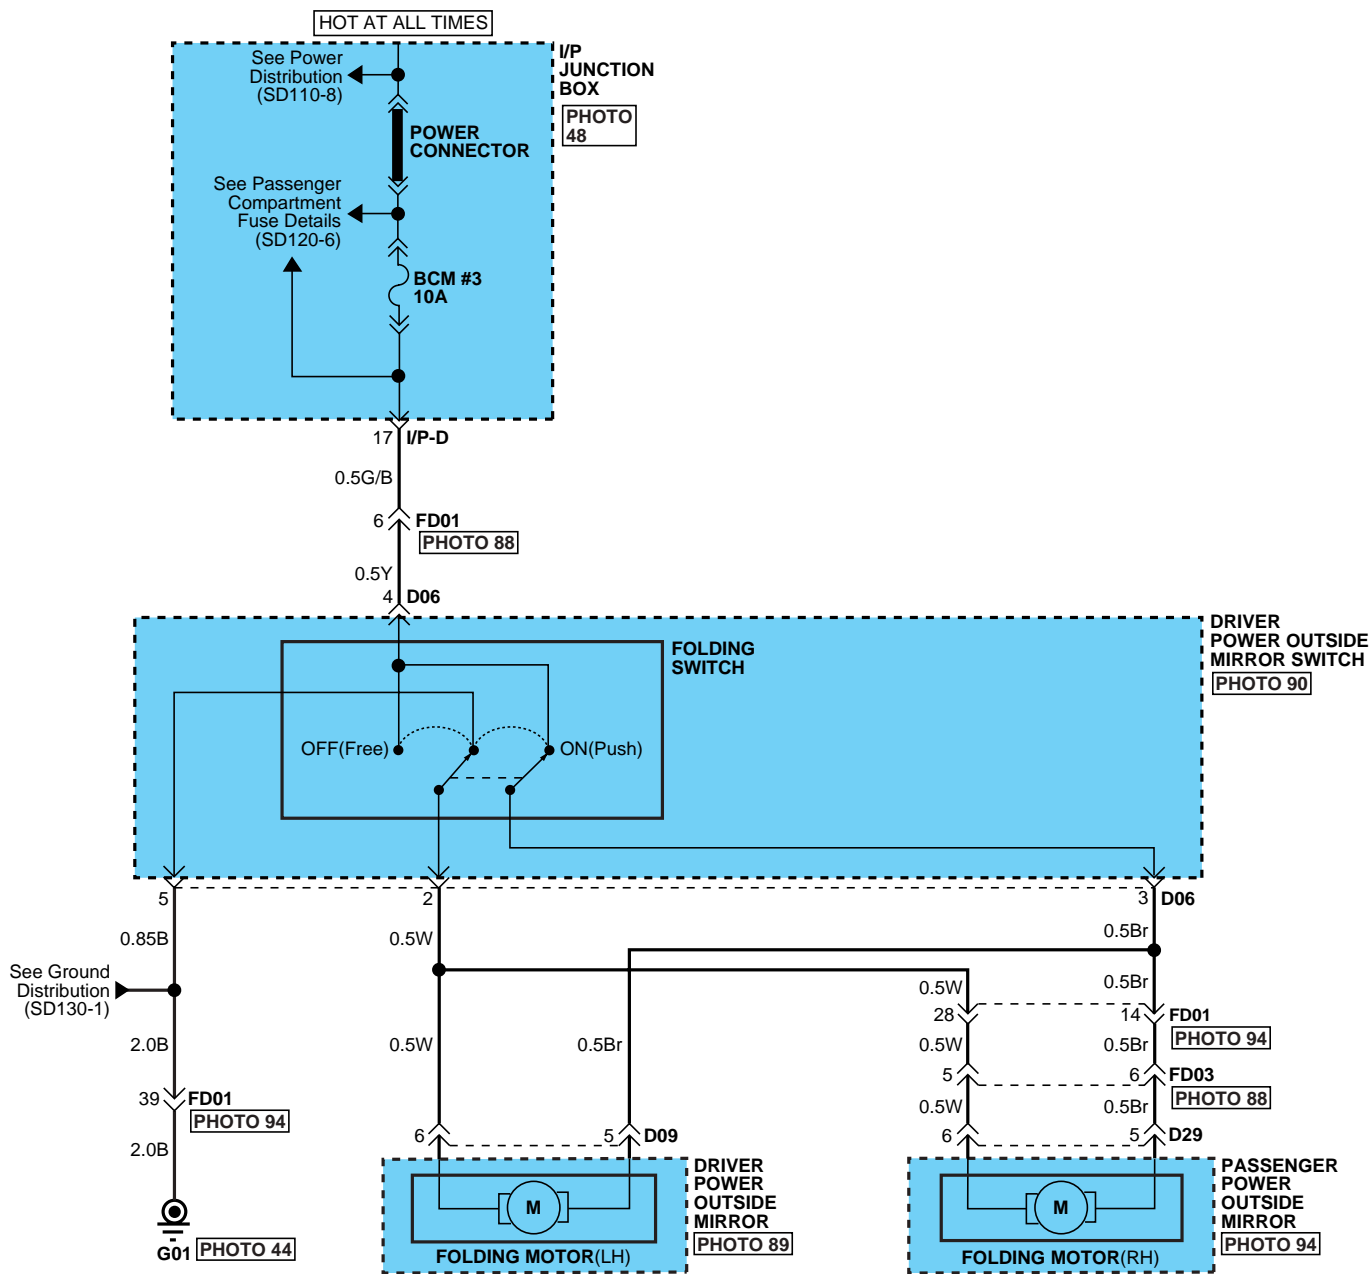 HOT AT ALL TIMES
See Power
Distribution
(SD110-8)
I/P
JUNCTION
BOX
PHOTO
48
POWER
CONNECTOR
See Passenger
Compartment
Fuse Details
(SD120-6)
BCM #3
10A
17 I/P-D
0.5G/B
6 FD01
PHOTO 88
0.5Y
4 D06
DRIVER
POWER OUTSIDE
MIRROR SWITCH
PHOTO 90
FOLDING
SWITCH
OFF(Free)
ON(Push)
5
2
3 D06
0.85B
0.5W
0.5Br
See Ground
Distribution
(SD130-1)
0.5W
0.5Br
28
14 FD01
PHOTO 94
2.0B
0.5W
0.5Br
0.5W
0.5Br
5
6 FD03
PHOTO 88
39 FD01
PHOTO 94
0.5W
0.5Br
2.0B
6
5 D09
6
5 D29
DRIVER
POWER
OUTSIDE
MIRROR
PHOTO 89
PASSENGER
POWER
OUTSIDE
MIRROR
PHOTO 94
M
M
G01 PHOTO 44
FOLDING MOTOR(LH)
FOLDING MOTOR(RH)